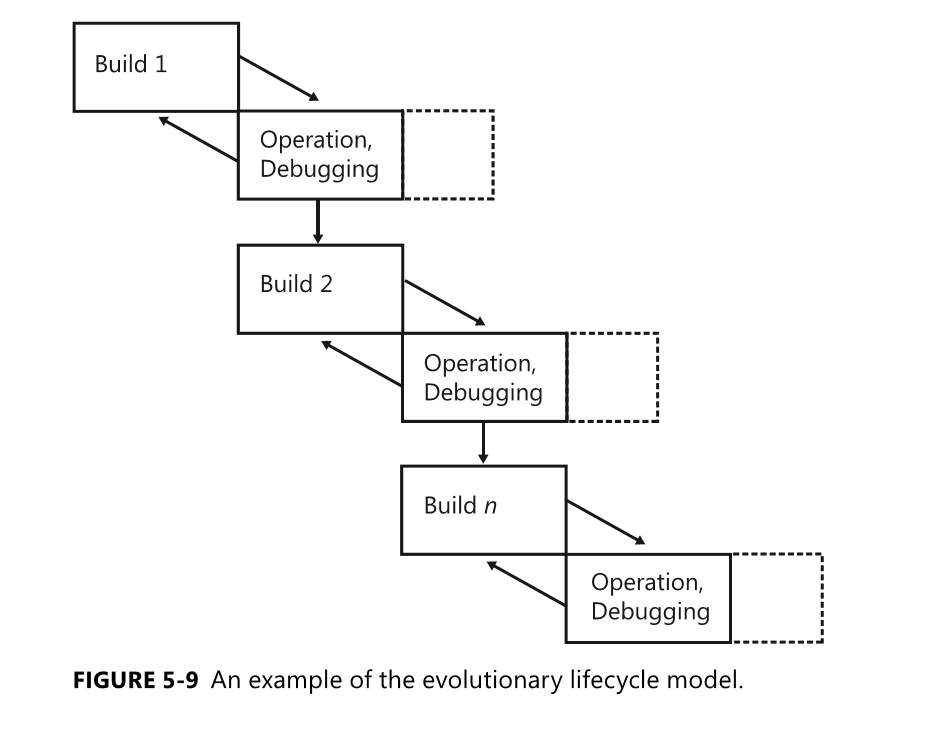 Build 1
Operation,
Debugging
Build 2
Operation,
Debugging
Build n
Operation,
Debugging
FIGURE 5-9 An example of the evolutionary lifecycle model.